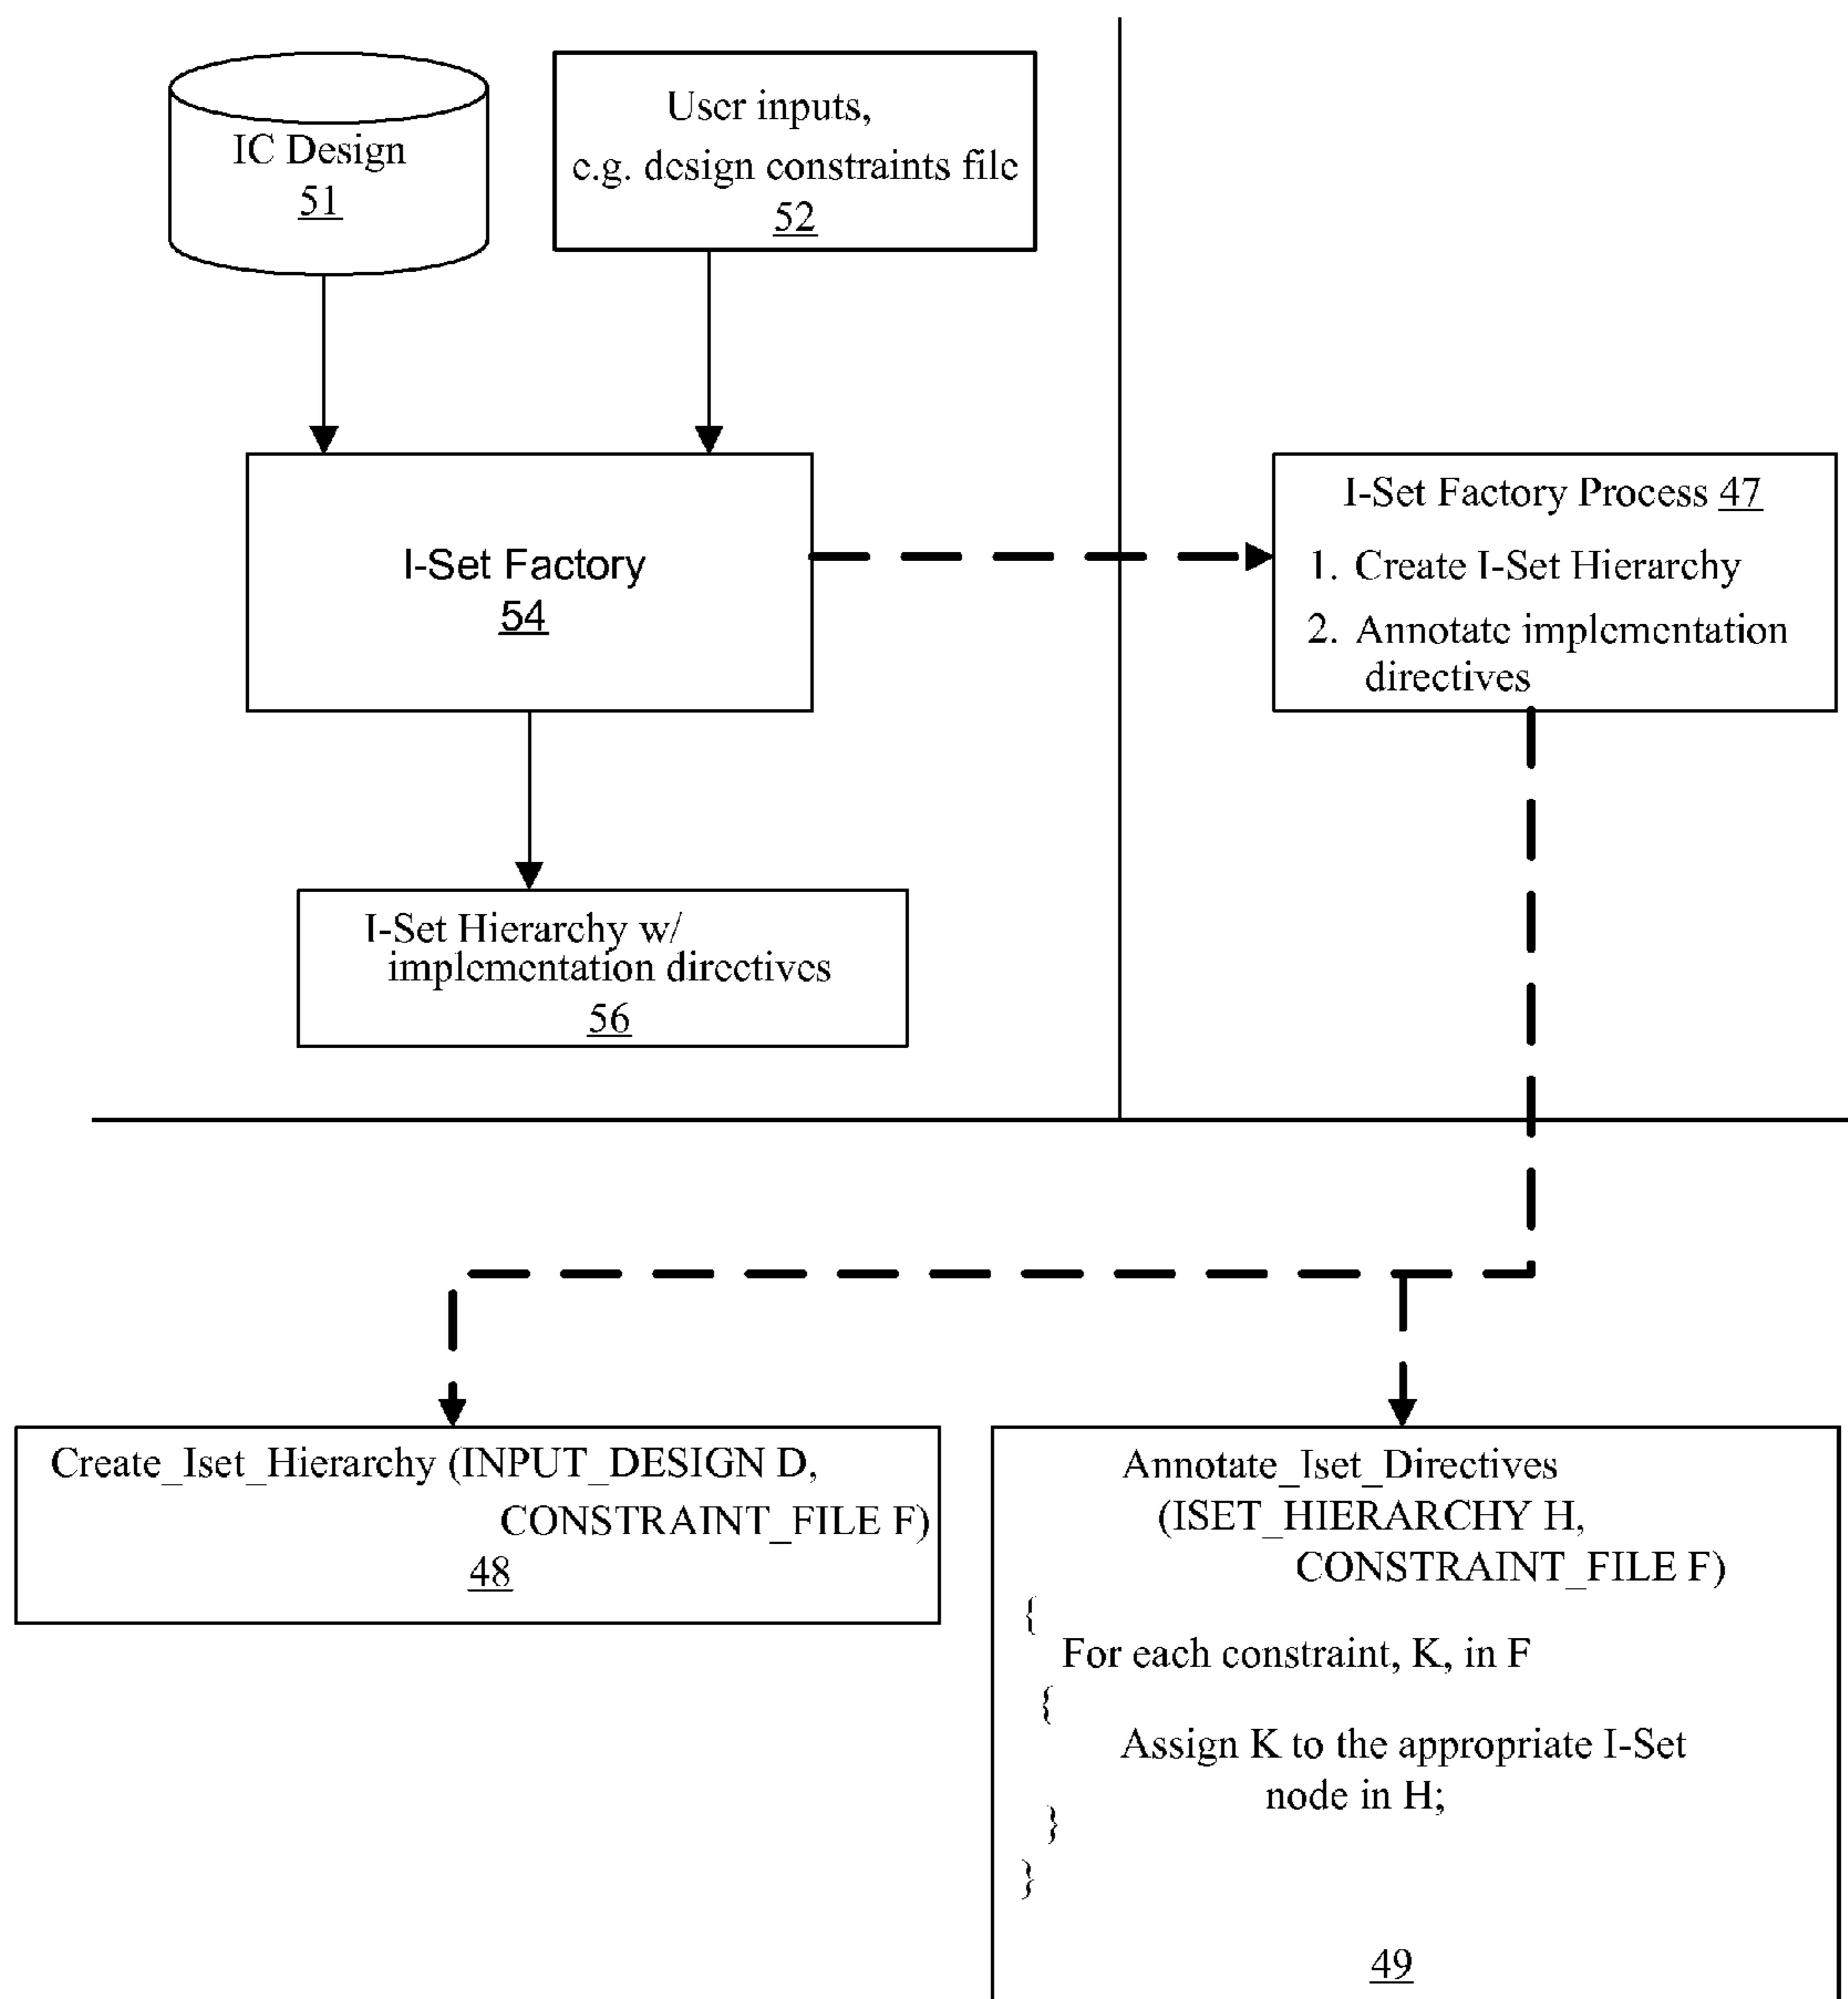 IC Design
51
User inputs,
e.g. design constraints file
52
I-Set Factory
54
I-Set Factory Process 47
1. Create I-Set Hierarchy
2. Annotate implementation
directives
I-Set Hierarchy w/
implementation directives
56
Create_Iset_Hierarchy (INPUT_DESIGN D,
CONSTRAINT_FILE F)
48
Annotate_Iset_Directives
(ISET_HIERARCHY H,
CONSTRAINT_FILE F)
{
For each constraint, K, in F
{
Assign K to the appropriate I-Set
node in H;
}
}
49